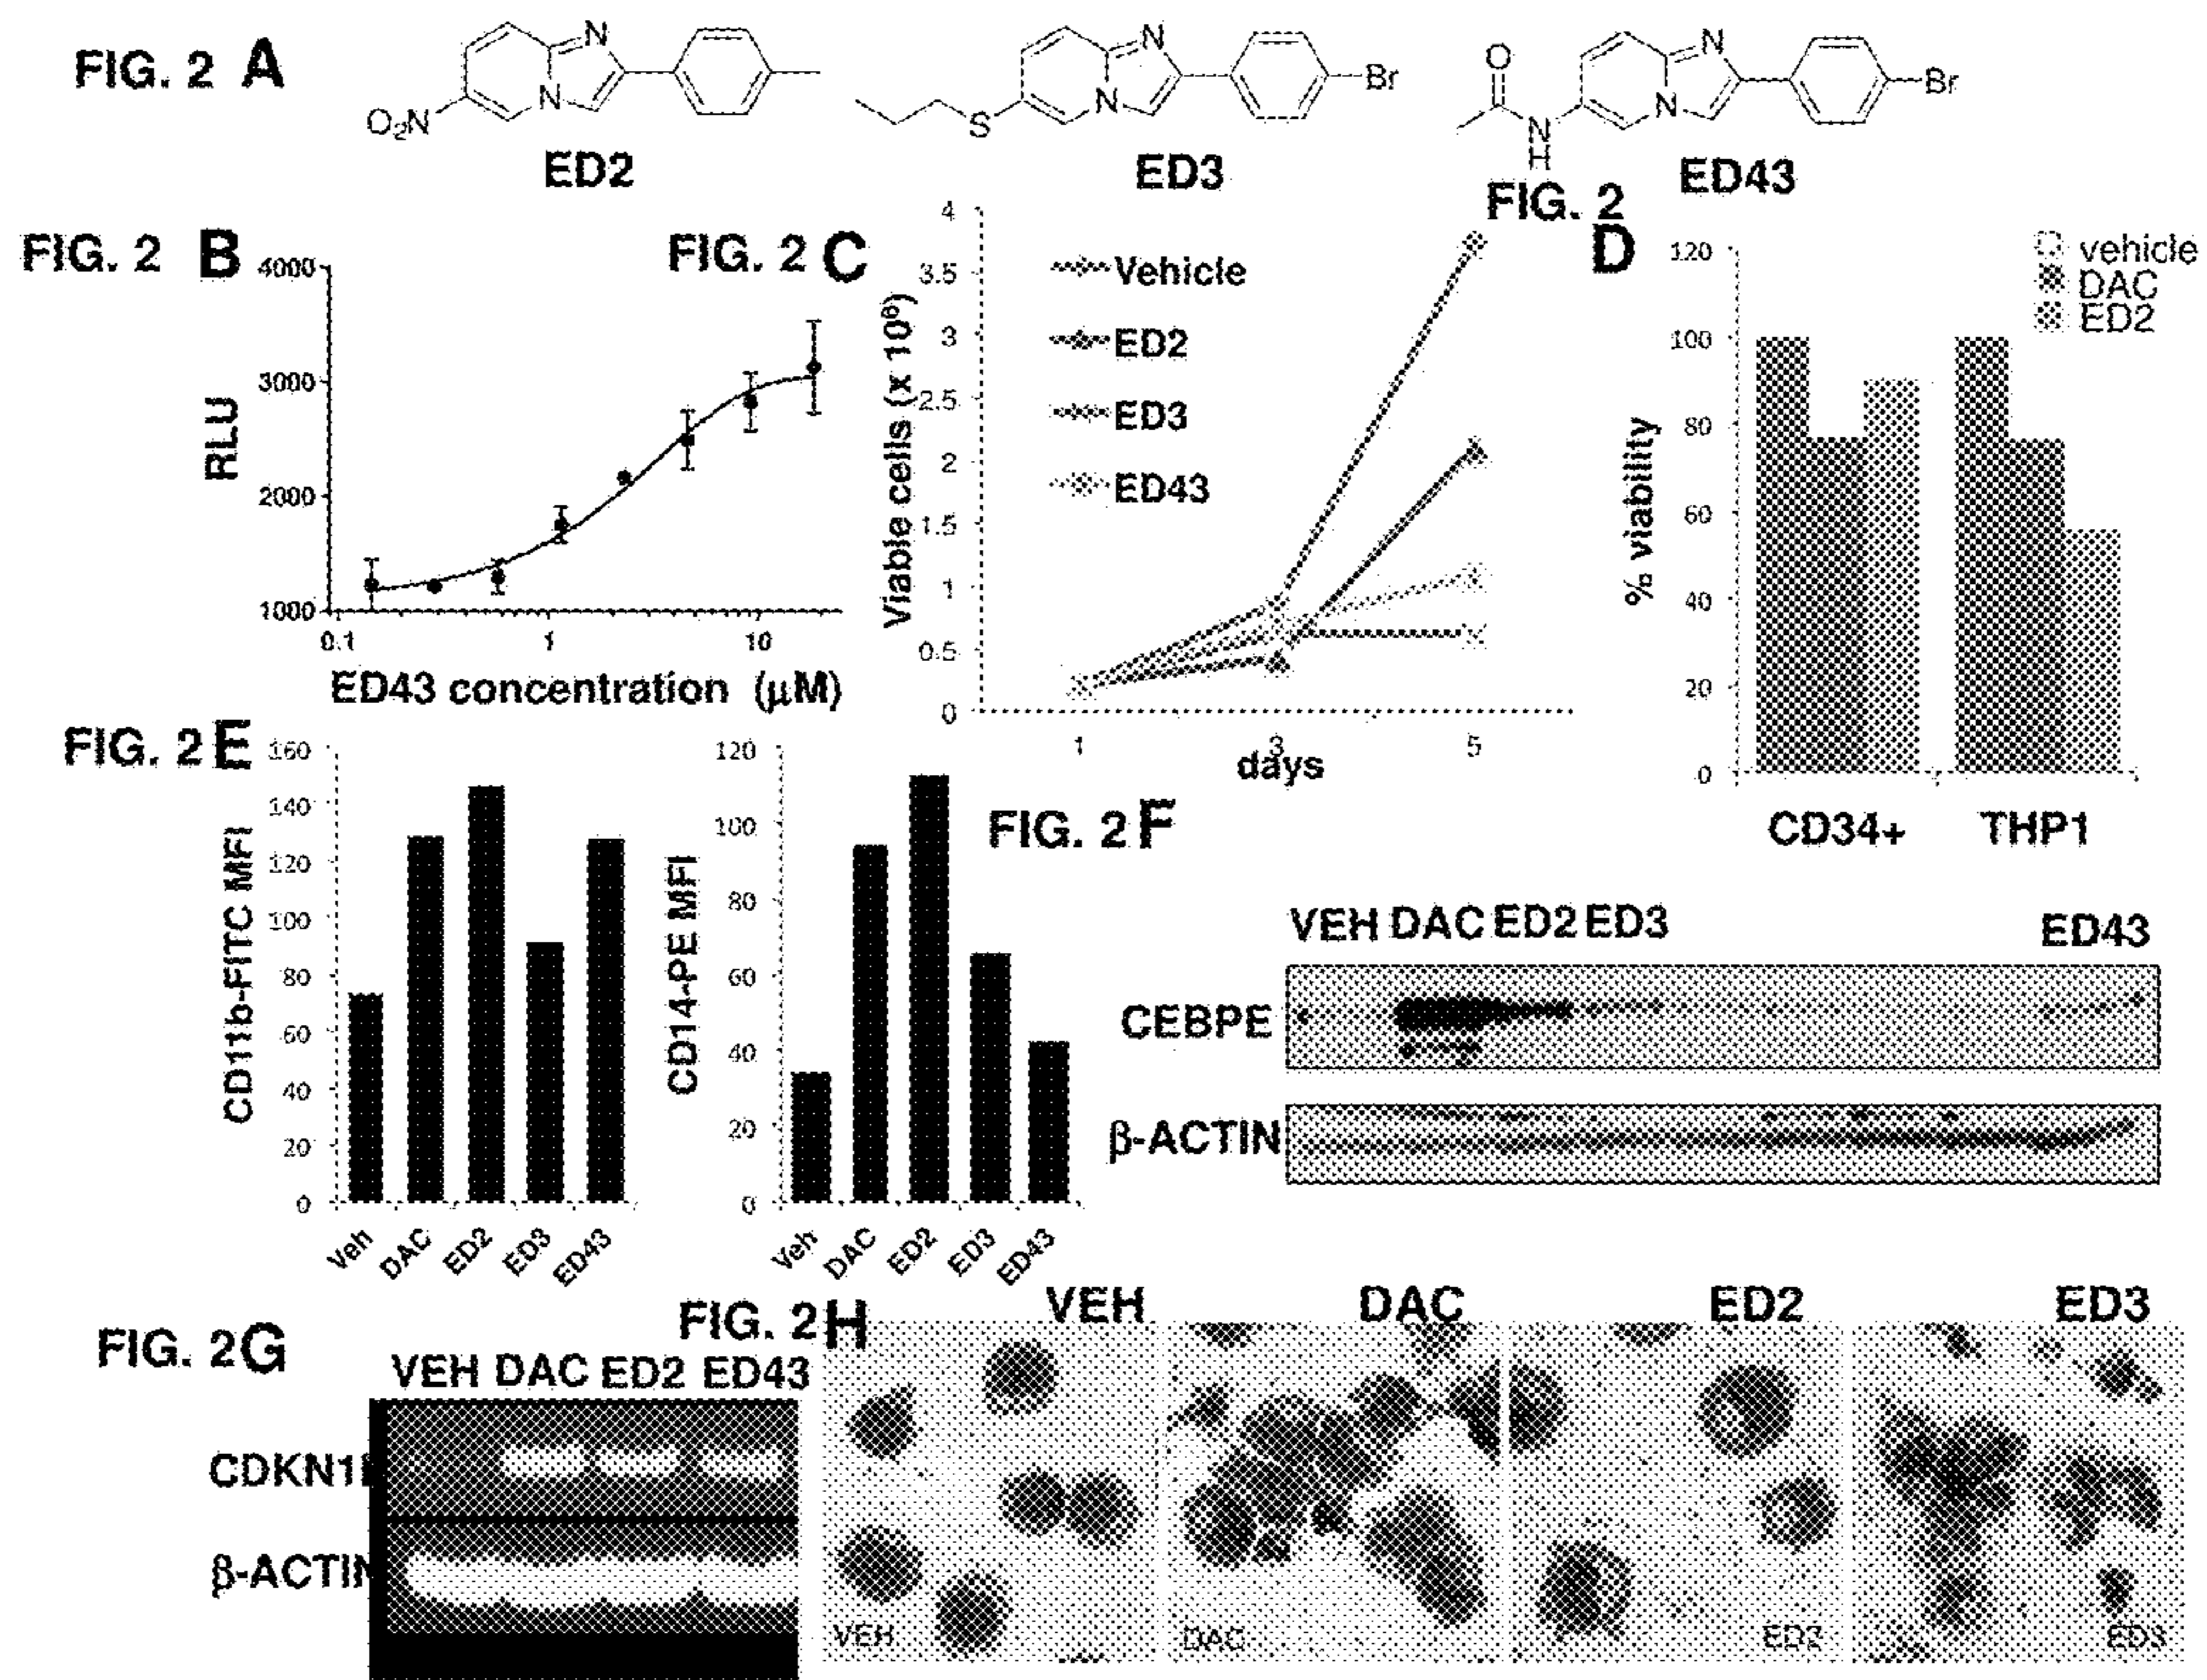 FIG. 2 A
O₂N
N
N
S
N
N
Br
O
N
H
N
N
Br
ED2
ED3
ED43
FIG. 2 B
4000
3000
2000
1000
RLU
0.1
1
10
ED43 concentration (μM)
FIG. 2 C
4
3.5
3
2.5
2
1.5
1
0.5
0
Viable cells (x 10⁶)
Vehicle
ED2
ED3
ED43
1
3
5
days
FIG. 2
D
120
100
80
60
40
20
0
% viability
vehicle
DAC
ED2
CD34+
THP1
FIG. 2 E
160
140
120
100
80
60
40
20
0
CD11b-FITC MFI
Veh
DAC
ED2
ED3
ED43
120
100
80
60
40
20
0
CD14-PE MFI
Veh
DAC
ED2
ED3
ED43
FIG. 2 F
VEH DAC ED2 ED3 ED43
CEBPE
β-ACTIN
FIG. 2G
VEH DAC ED2 ED43
CDKN1
β-ACTIN
FIG. 2 H
VEH
DAC
ED2
ED3
VEH
DAC
ED2
ED3